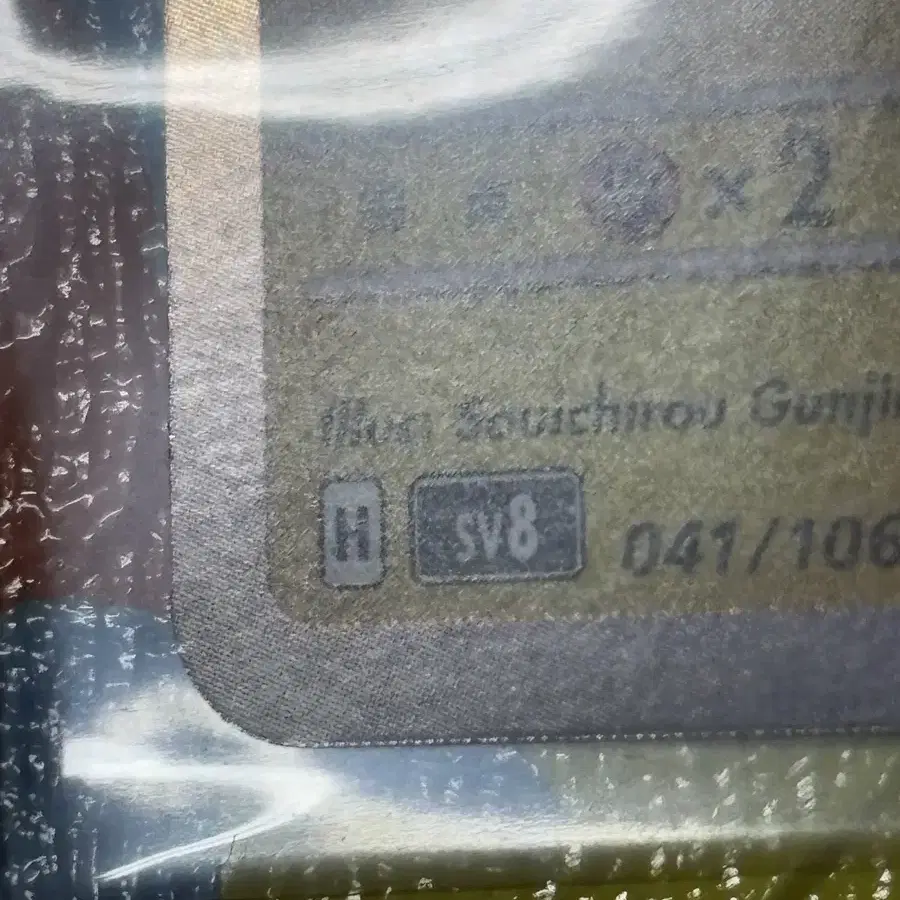 ×2
Illus. Souichirou Gunji
H SV8 041/106